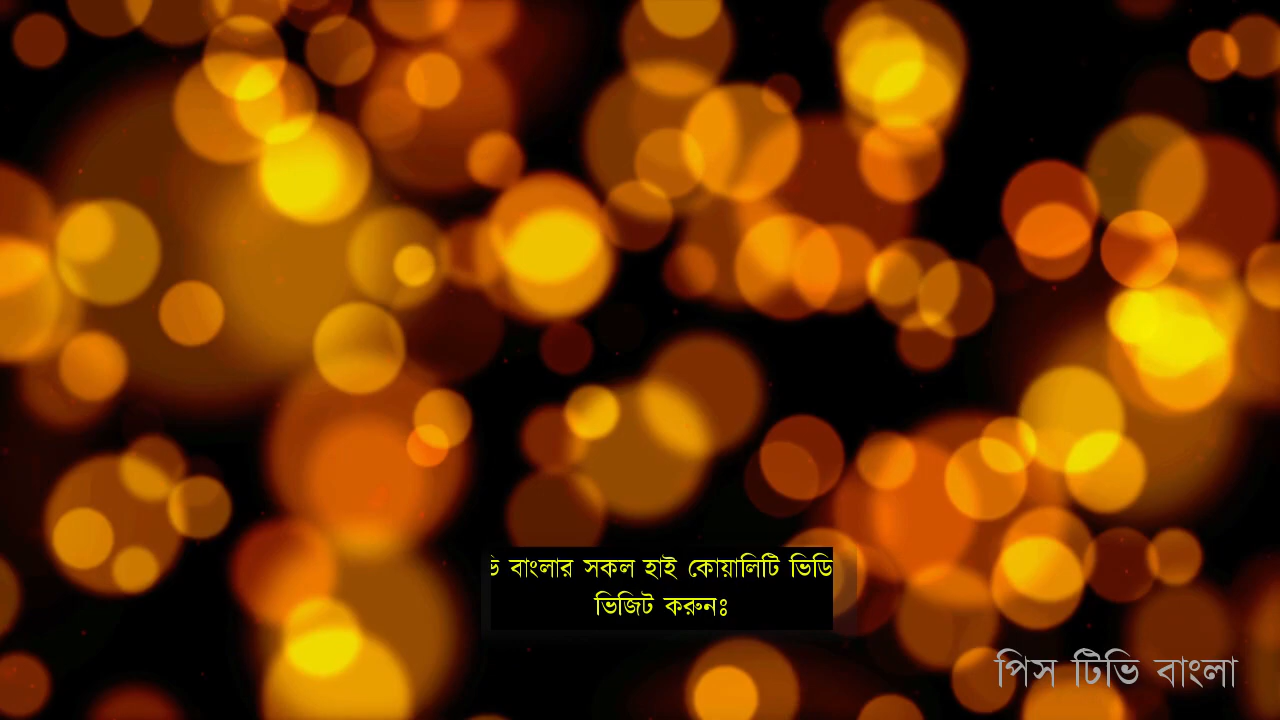 বাংলার সকল হাই কোয়ালিটি
ভিজিট করুনঃ
পিস টিভি বাংলা